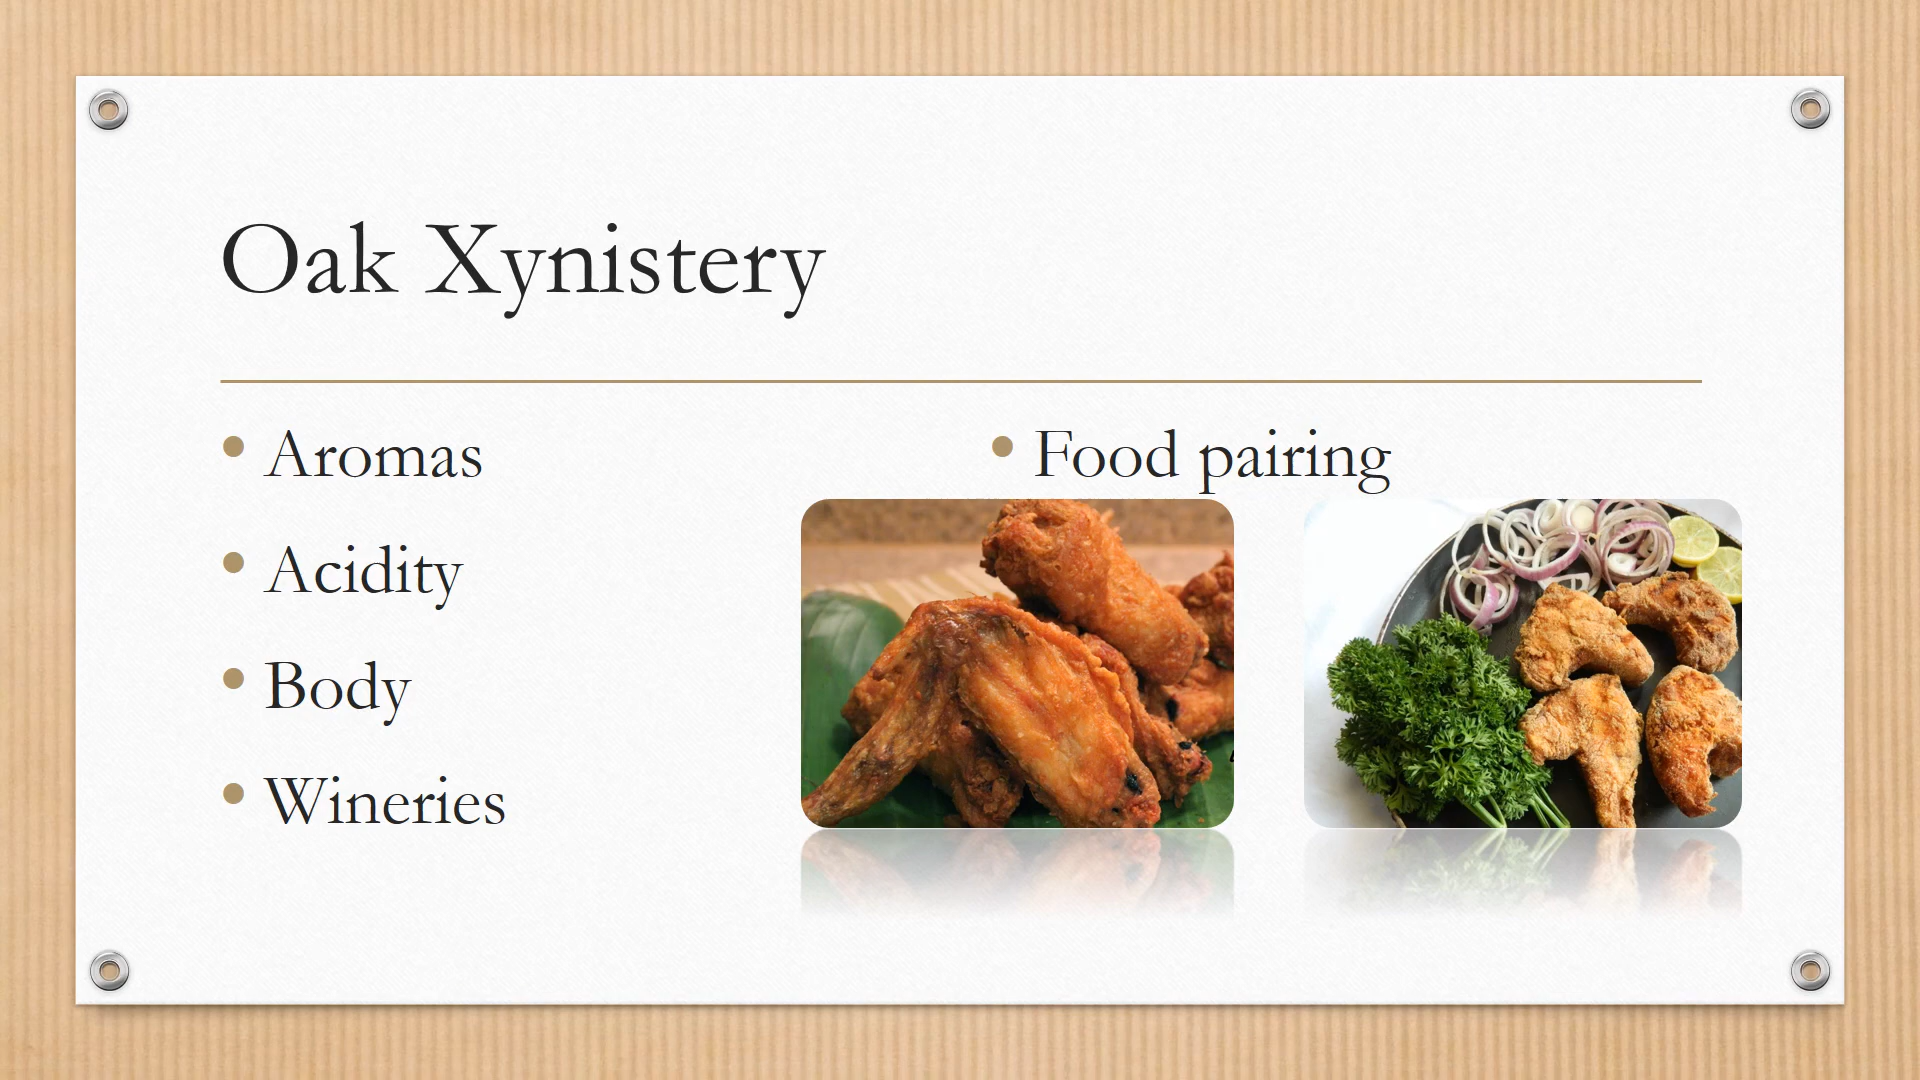 Oak Xynistery
Aromas
Acidity
Body
Wineries
Food pairing